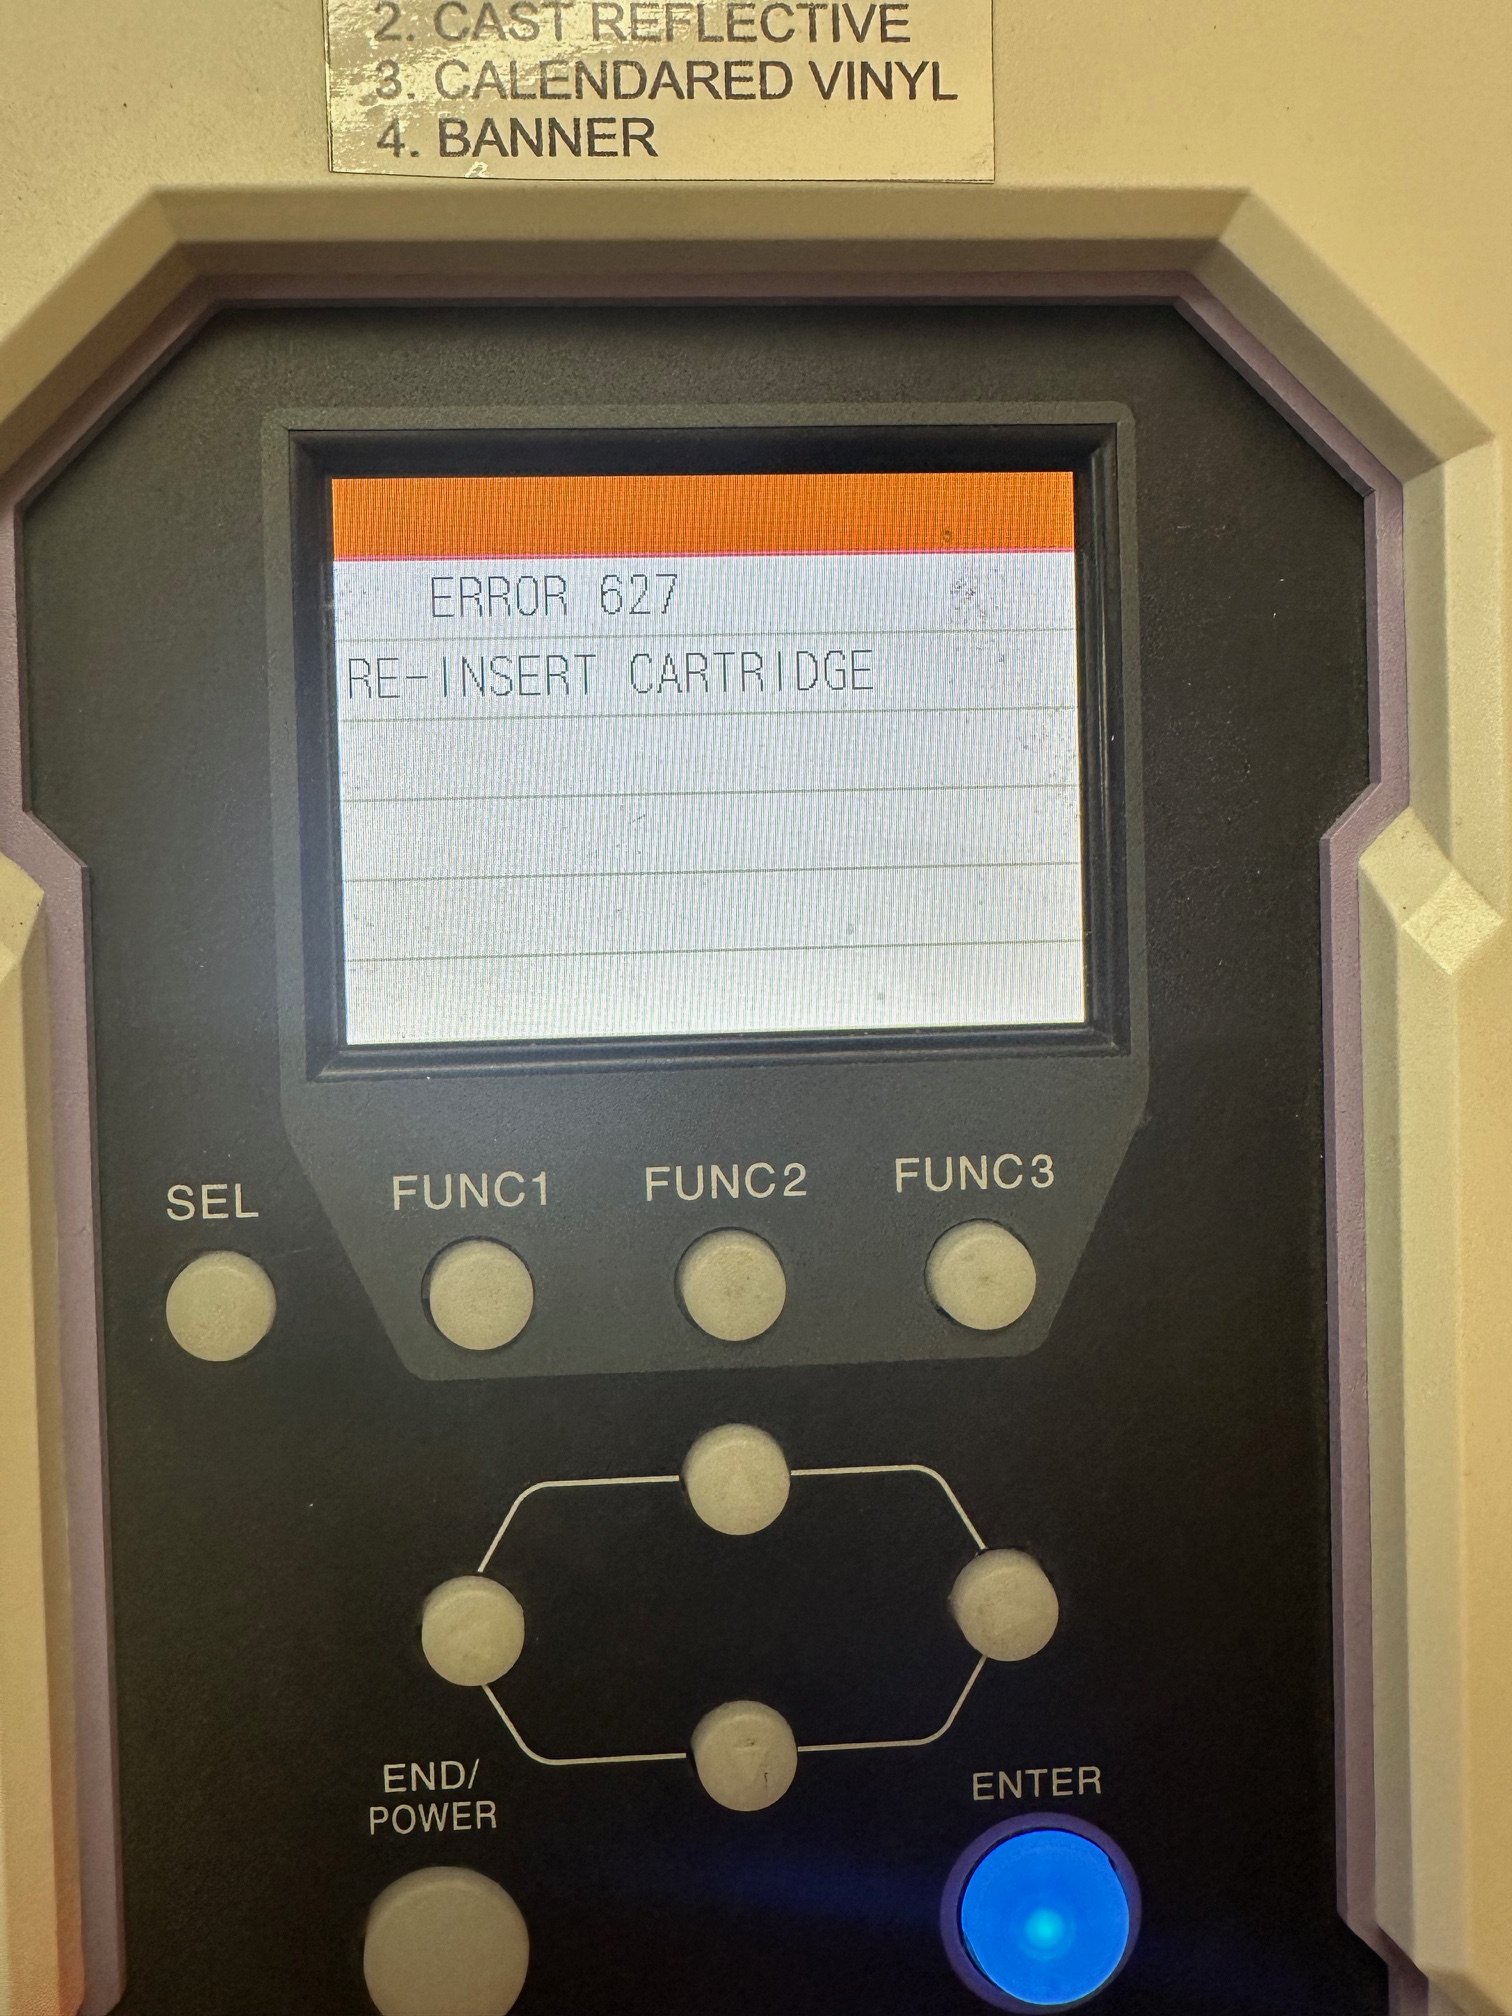 2. CAST REFLECTIVE
3. CALENDARED VINYL
4. BANNER
ERROR 627
RE-INSERT CARTRIDGE
SEL FUNC1 FUNC2 FUNC3
END/
POWER
ENTER